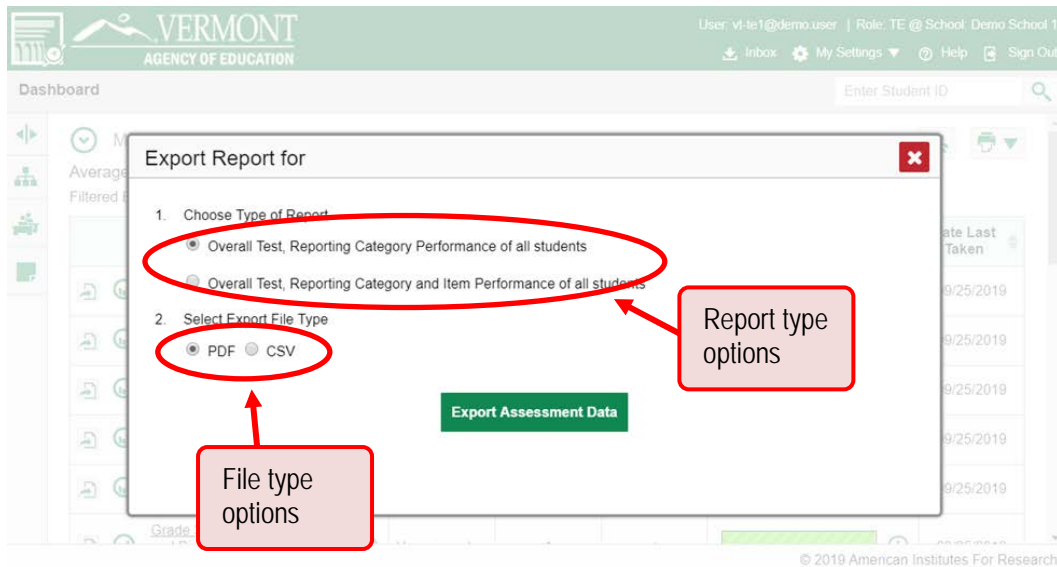 VERMONT
AGENCY OF EDUCATION
User: vt-te1@demo.user | Role: TE @ School: Demo School 1
Inbox My Settings Help Sign Out
Dashboard
Enter Student ID
Average
Filtered
Export Report for
1. Choose Type of Report
Overall Test, Reporting Category Performance of all students
Overall Test, Reporting Category and Item Performance of all students
2. Select Export File Type
PDF CSV
Export Assessment Data
Report type
options
File type
options
Last
Taken
9/25/2019
9/25/2019
9/25/2019
9/25/2019
9/25/2019
Grade
© 2019 American Institutes For Research